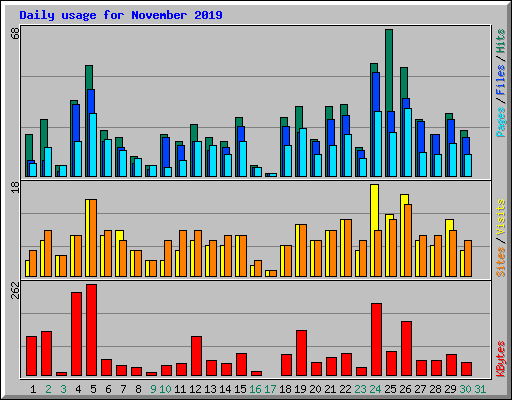 Daily usage for November 2019
68
Pages/Files/Hits
18
Sites/Visits
262
KBytes
1 2 3 4 5 6 7 8 9 10 11 12 13 14 15 16 17 18 19 20 21 22 23 24 25 26 27 28 29 30 31